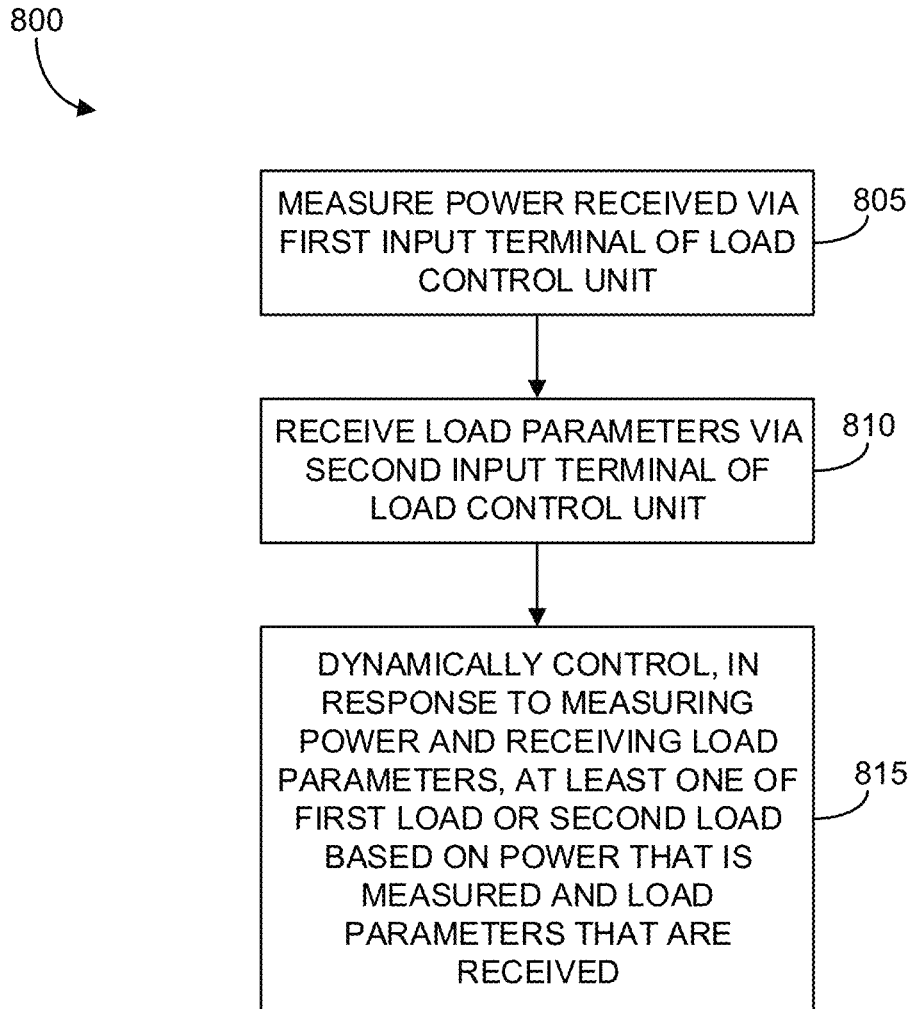 800
MEASURE POWER RECEIVED VIA
FIRST INPUT TERMINAL OF LOAD
CONTROL UNIT
805
RECEIVE LOAD PARAMETERS VIA
SECOND INPUT TERMINAL OF
LOAD CONTROL UNIT
810
DYNAMICALLY CONTROL, IN
RESPONSE TO MEASURING
POWER AND RECEIVING LOAD
PARAMETERS, AT LEAST ONE OF
FIRST LOAD OR SECOND LOAD
BASED ON POWER THAT IS
MEASURED AND LOAD
PARAMETERS THAT ARE
RECEIVED
815